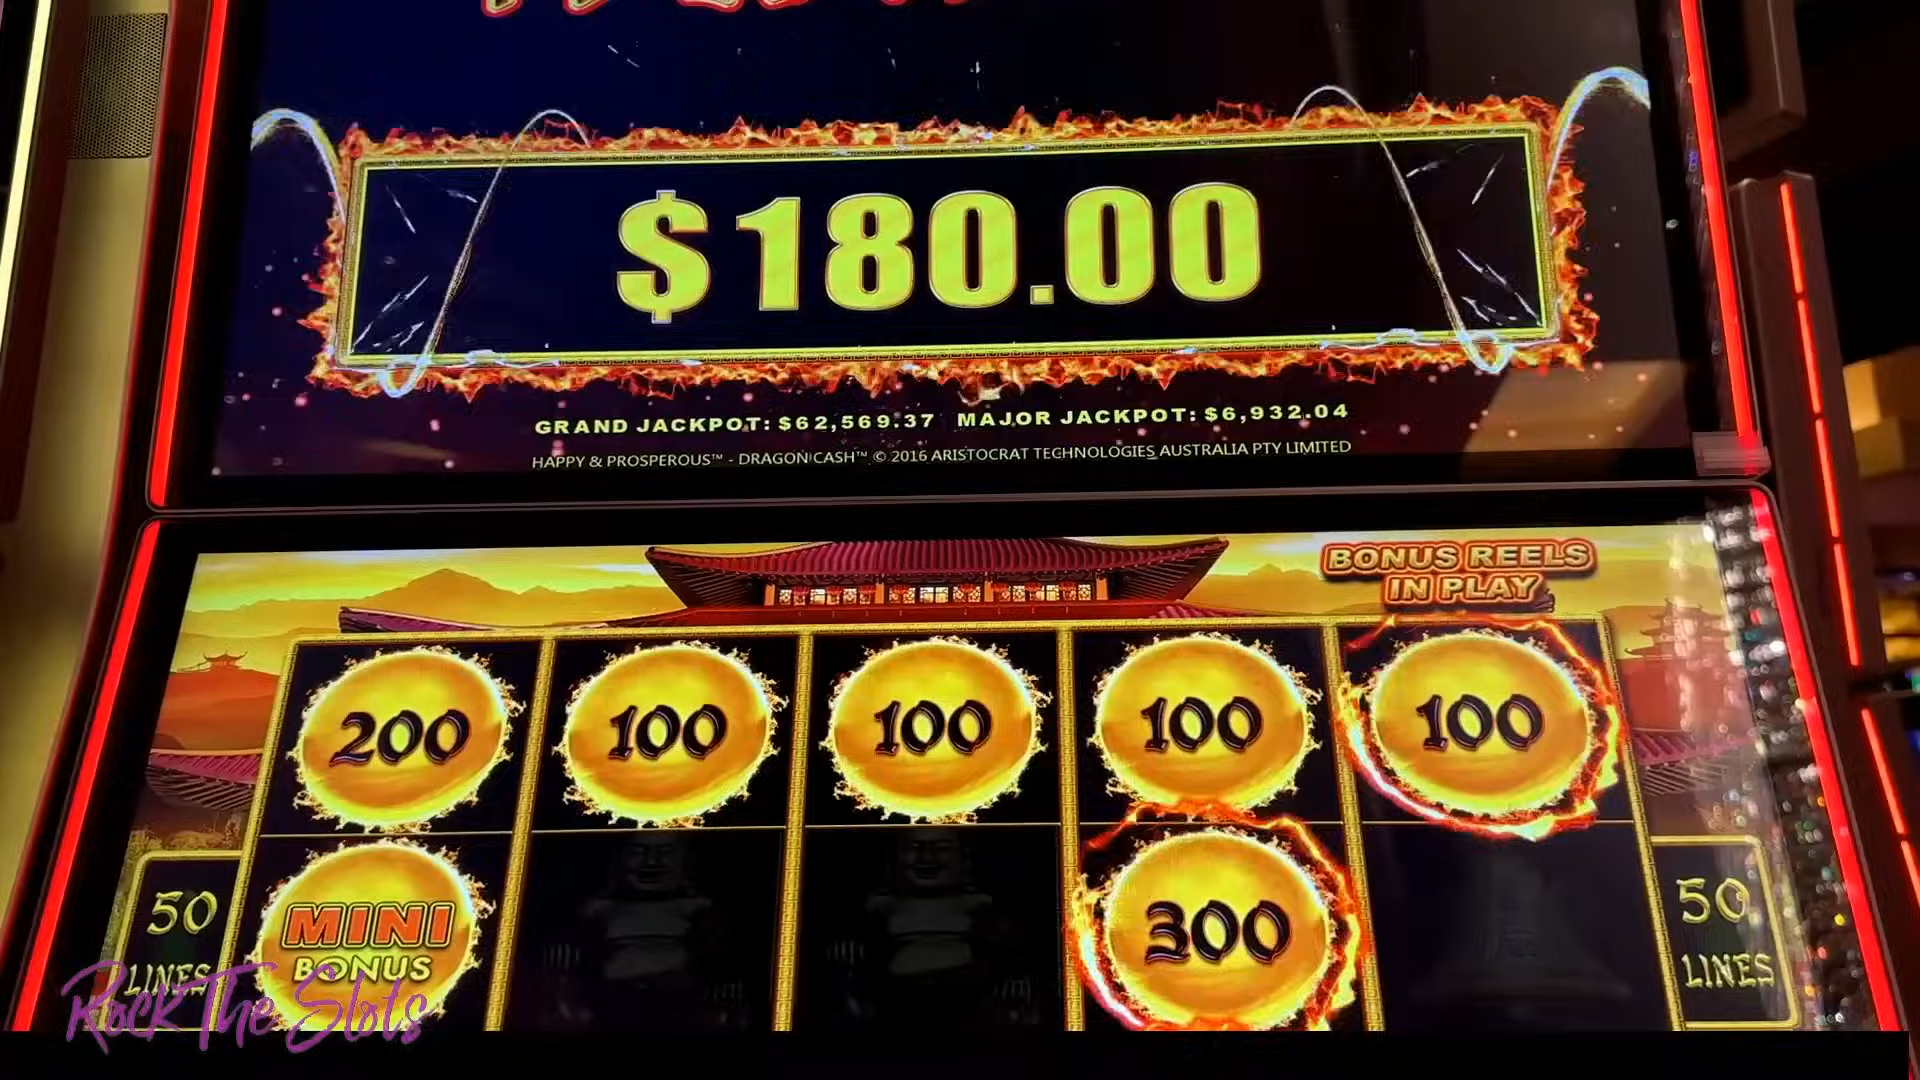 $180.00
GRAND JACKPOT: $62,569.37 MAJOR JACKPOT: $6,932.04
HAPPY & PROSPEROUS™ - DRAGON CASH™ © 2016 ARISTOCRAT TECHNOLOGIES AUSTRALIA PTY LIMITED
BONUS REELS
IN PLAY
200 100 100 100 100
MINI
BONUS
300
50
LINES
50
LINES
Rock The Slots